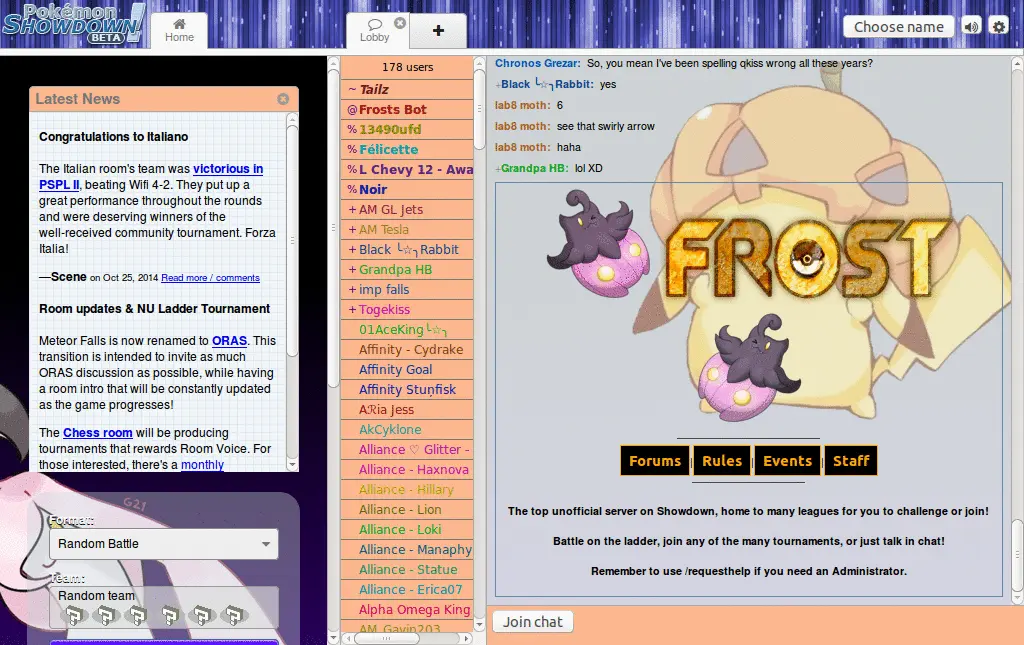 Pokémon
SHOWDOWN!
BETA
Home
Lobby
+
Choose name
Latest News
Congratulations to Italiano
The Italian room's team was victorious in
PSPL II, beating Wifi 4-2. They put up a
great performance throughout the rounds
and were deserving winners of the
well-received community tournament. Forza
Italia!
—Scene on Oct 25, 2014 Read more / comments
Room updates & NU Ladder Tournament
Meteor Falls is now renamed to ORAS. This
transition is intended to invite as much
ORAS discussion as possible, while having
a room intro that will be constantly updated
as the game progresses!
The Chess room will be producing
tournaments that rewards Room Voice. For
those interested, there's a monthly
G21
Format:
Random Battle
Team:
Random team
178 users
~ Tailz
@Frosts Bot
%13490ufd
%Félicette
%L Chevy 12 - Awa
%Noir
+AM GL Jets
+AM Tesla
+Black ╰☆╮Rabbit
+Grandpa HB
+imp falls
+Togekiss
01AceKing╰☆╮
Affinity - Cydrake
Affinity Goal
Affinity Stuņfisk
AℛiaJess
AkCyklone
Alliance ♡ Glitter -
Alliance - Haxnova
Alliance - Hillary
Alliance - Lion
Alliance - Loki
Alliance - Manaphy
Alliance - Statue
Alliance - Erica07
Alpha Omega King
AM Gavin203
Chronos Grezar: So, you mean I've been spelling qkiss wrong all these years?
+Black ╰☆╮Rabbit: yes
lab8 moth: 6
lab8 moth: see that swirly arrow
lab8 moth: haha
+Grandpa HB: lol XD
FROST
Forums | Rules | Events | Staff
The top unofficial server on Showdown, home to many leagues for you to challenge or join!
Battle on the ladder, join any of the many tournaments, or just talk in chat!
Remember to use /requesthelp if you need an Administrator.
Join chat